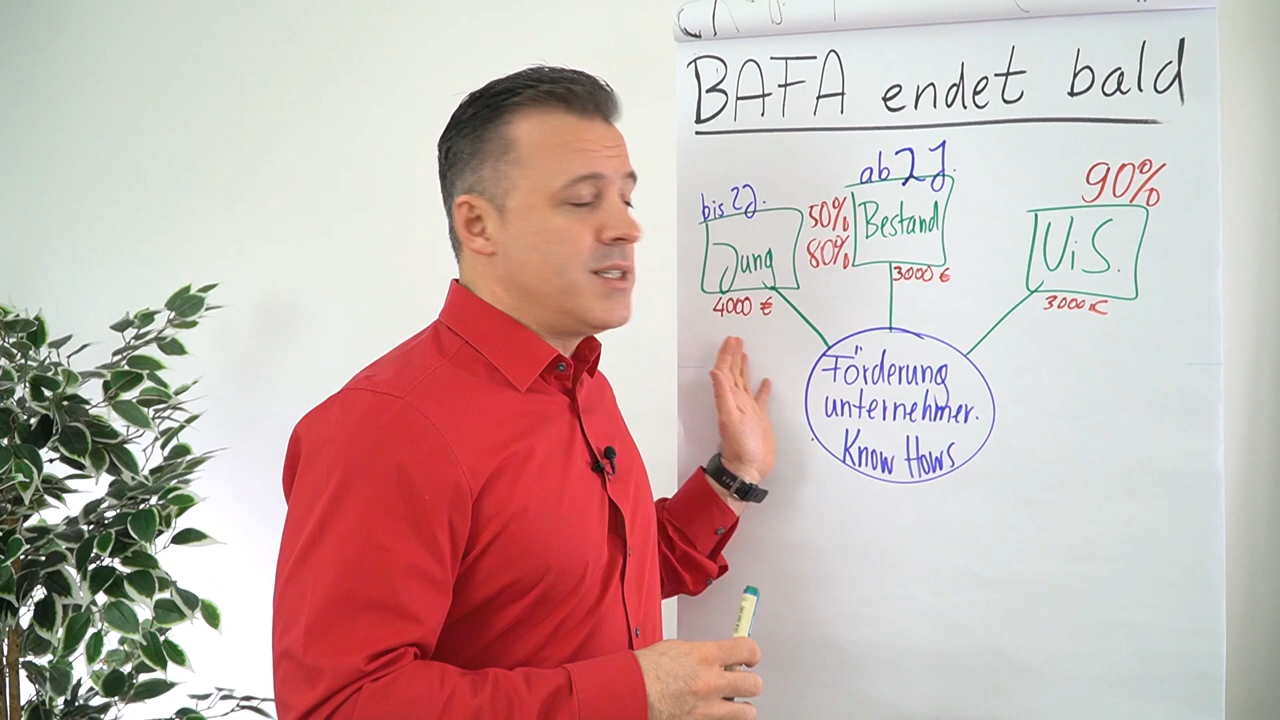 BAFA endet bald
bis 2J.
Jung
4000 €
50%
80%
ab 2J.
Bestand
3000 €
90%
UiS.
3000 €
Förderung
unternehmer.
Know Hows